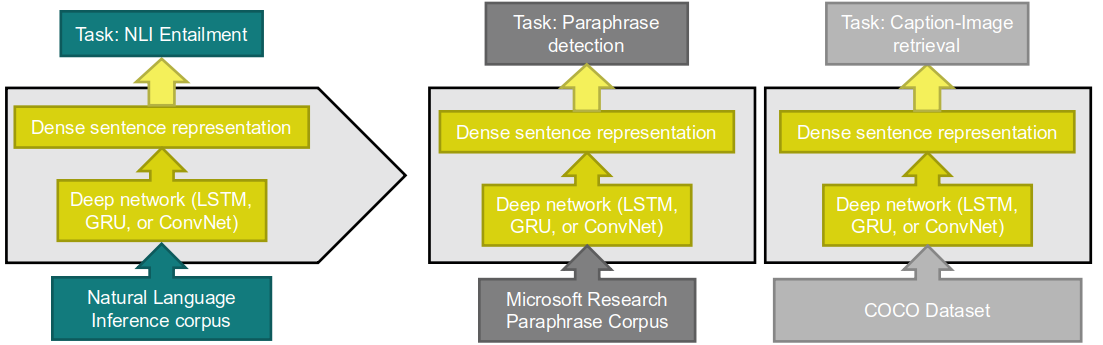 Task: NLI Entailment
Dense sentence representation
Deep network (LSTM,
GRU, or ConvNet)
Natural Language
Inference corpus
Task: Paraphrase
detection
Dense sentence representation
Deep network (LSTM,
GRU, or ConvNet)
Microsoft Research
Paraphrase Corpus
Task: Caption-Image
retrieval
Dense sentence representation
Deep network (LSTM,
GRU, or ConvNet)
COCO Dataset